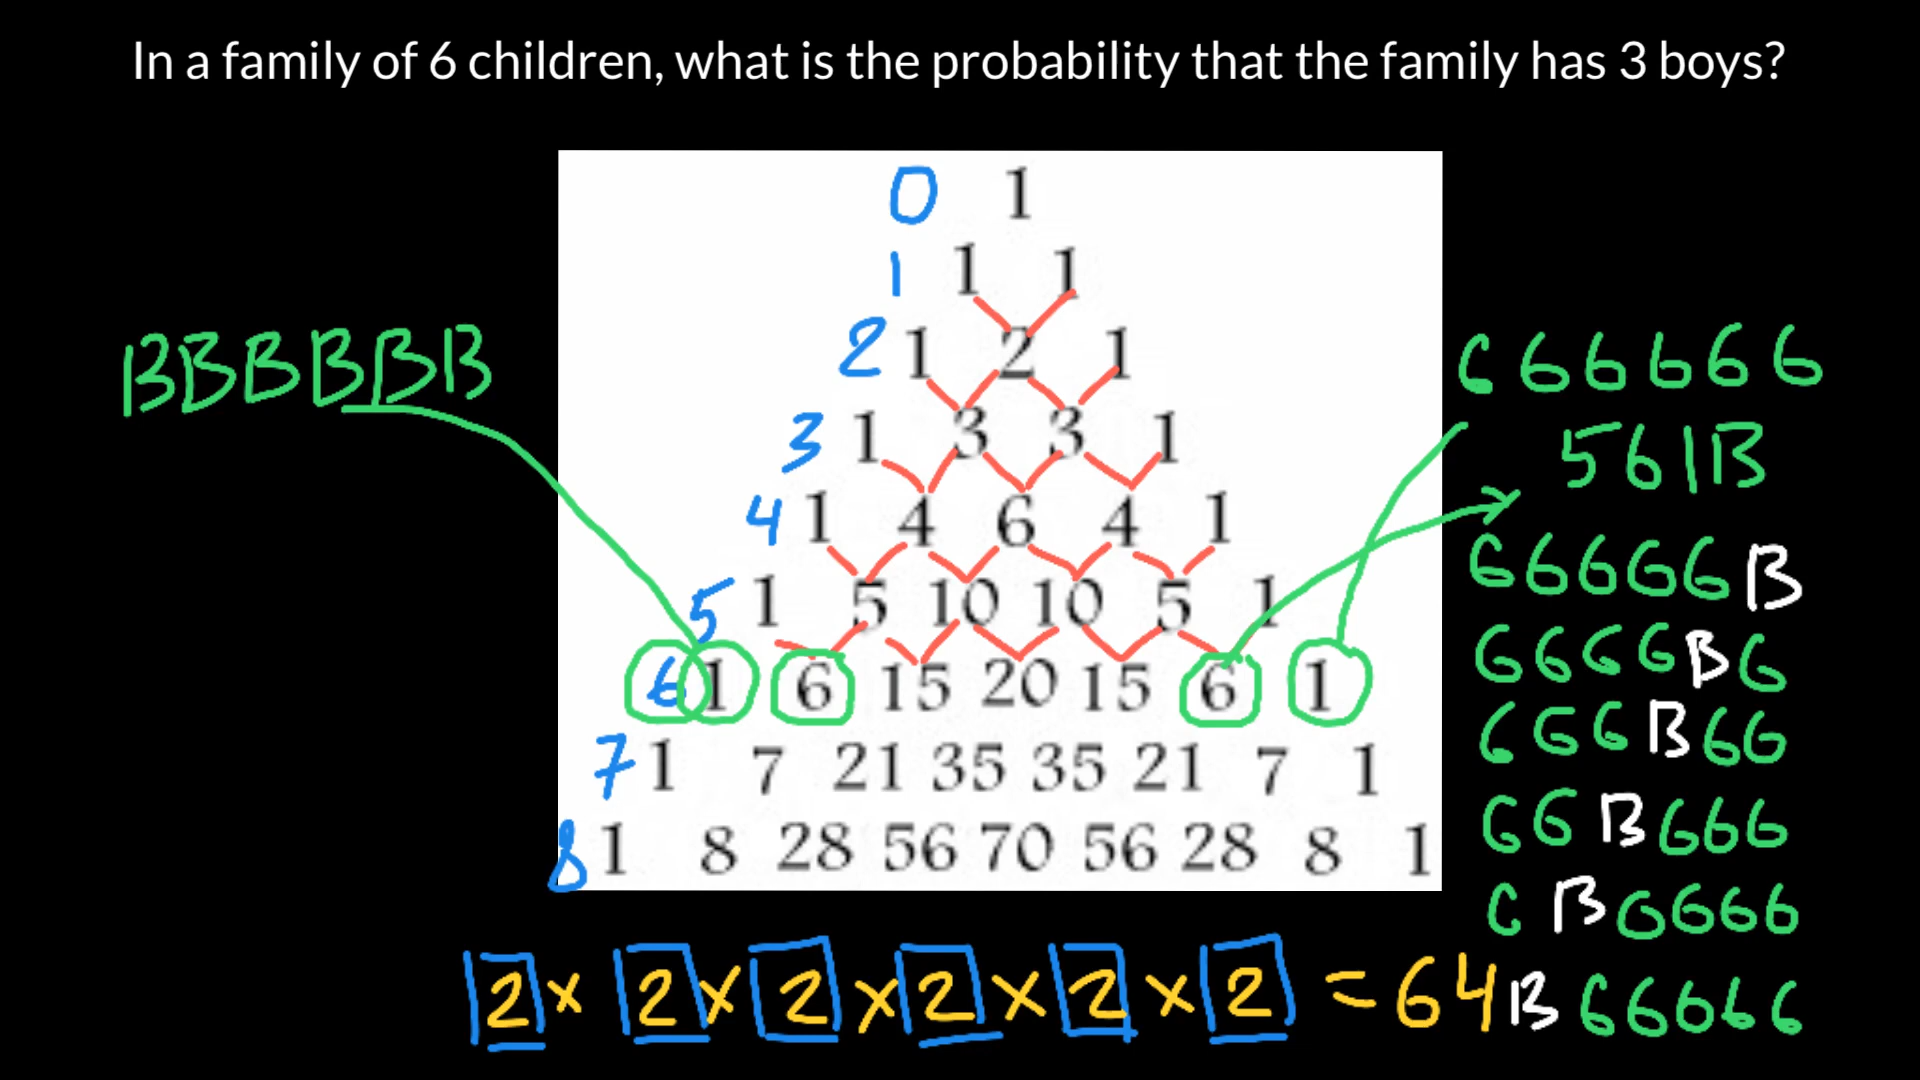 In a family of 6 children, what is the probability that the family has 3 boys?
0 1
1 1 1
2 1 2 1
3 1 3 3 1
4 1 4 6 4 1
5 1 5 10 10 5 1
6 1 6 15 20 15 6 1
7 1 7 21 35 35 21 7 1
8 1 8 28 56 70 56 28 8 1
BBBBBB
GGGGGG
5G 1B
GGGGGB
GGGGBG
GGGBGG
GGBGGG
GBGGGG
BGGGGG
2 x 2 x 2 x 2 x 2 x 2 = 64